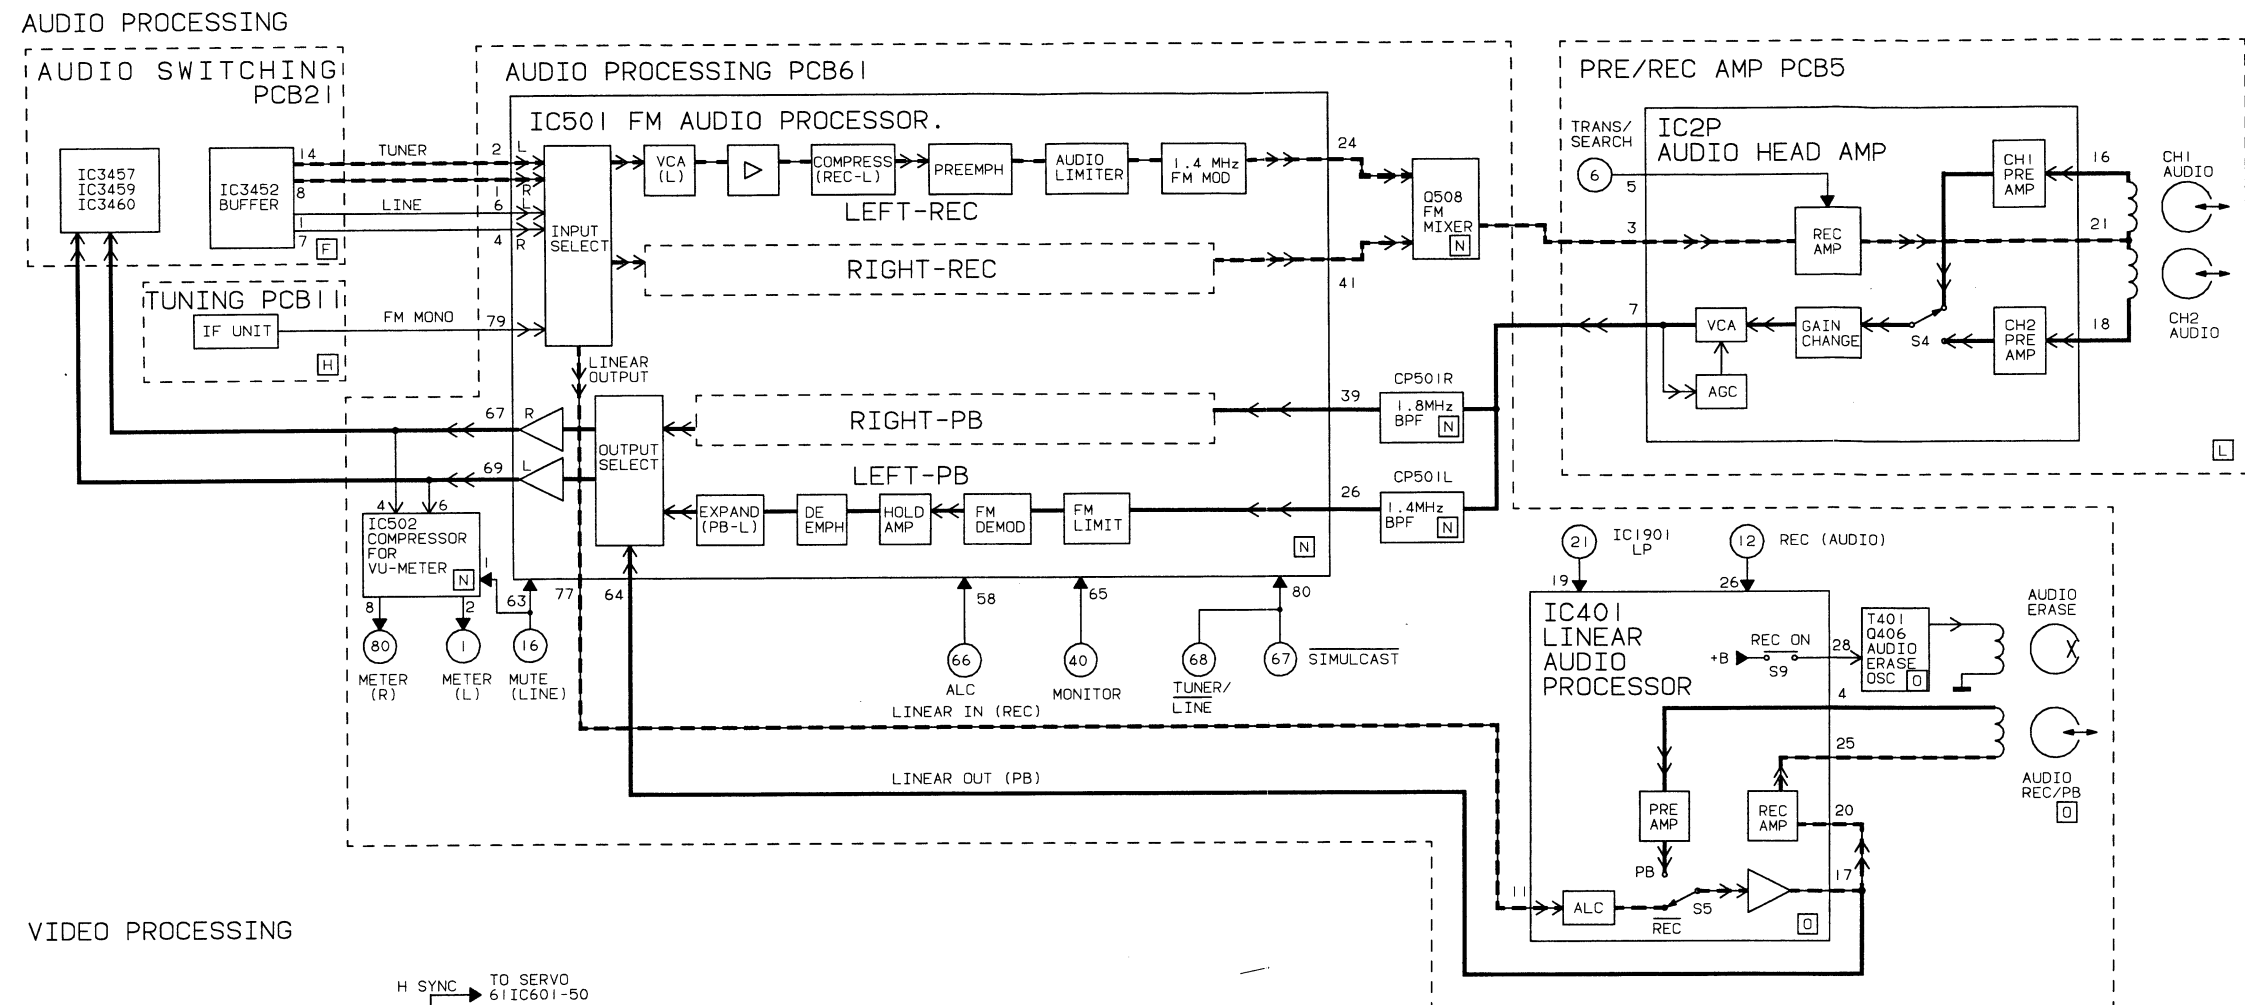 AUDIO PROCESSING
AUDIO SWITCHING
PCB21
IC3457
IC3459
IC3460
IC3452
BUFFER
14
8
1
7
F
TUNER
LINE
2
1
6
4
L
R
L
R
TUNING PCB11
IF UNIT
H
FM MONO
79
AUDIO PROCESSING PCB61
IC501 FM AUDIO PROCESSOR.
INPUT
SELECT
VCA
(L)
COMPRESS
(REC-L)
PREEMPH
AUDIO
LIMITER
1.4 MHz
FM MOD
LEFT-REC
RIGHT-REC
24
41
Q508
FM
MIXER
N
LINEAR
OUTPUT
67
R
69
L
OUTPUT
SELECT
RIGHT-PB
LEFT-PB
EXPAND
(PB-L)
DE
EMPH
HOLD
AMP
FM
DEMOD
FM
LIMIT
39
CP501R
1.8MHz
BPF
N
26
CP501L
1.4MHz
BPF
N
N
4
6
IC502
COMPRESSOR
FOR
VU-METER
N
1
8
2
63
77
64
58
65
80
80
METER
(R)
1
METER
(L)
16
MUTE
(LINE)
66
ALC
40
MONITOR
68
TUNER/
LINE
67
SIMULCAST
LINEAR IN (REC)
LINEAR OUT (PB)
PRE/REC AMP PCB5
TRANS/
SEARCH
6
5
IC2P
AUDIO HEAD AMP
3
REC
AMP
CH1
PRE
AMP
16
CH1
AUDIO
21
7
VCA
GAIN
CHANGE
S4
CH2
PRE
AMP
18
CH2
AUDIO
AGC
L
21
IC1901
LP
12
REC (AUDIO)
19
26
IC401
LINEAR
AUDIO
PROCESSOR
REC ON
+B
S9
28
T401
Q406
AUDIO
ERASE
OSC
O
AUDIO
ERASE
4
25
AUDIO
REC/PB
O
PRE
AMP
REC
AMP
20
PB
17
11
ALC
REC
S5
O
VIDEO PROCESSING
H SYNC
TO SERVO
61IC601-50